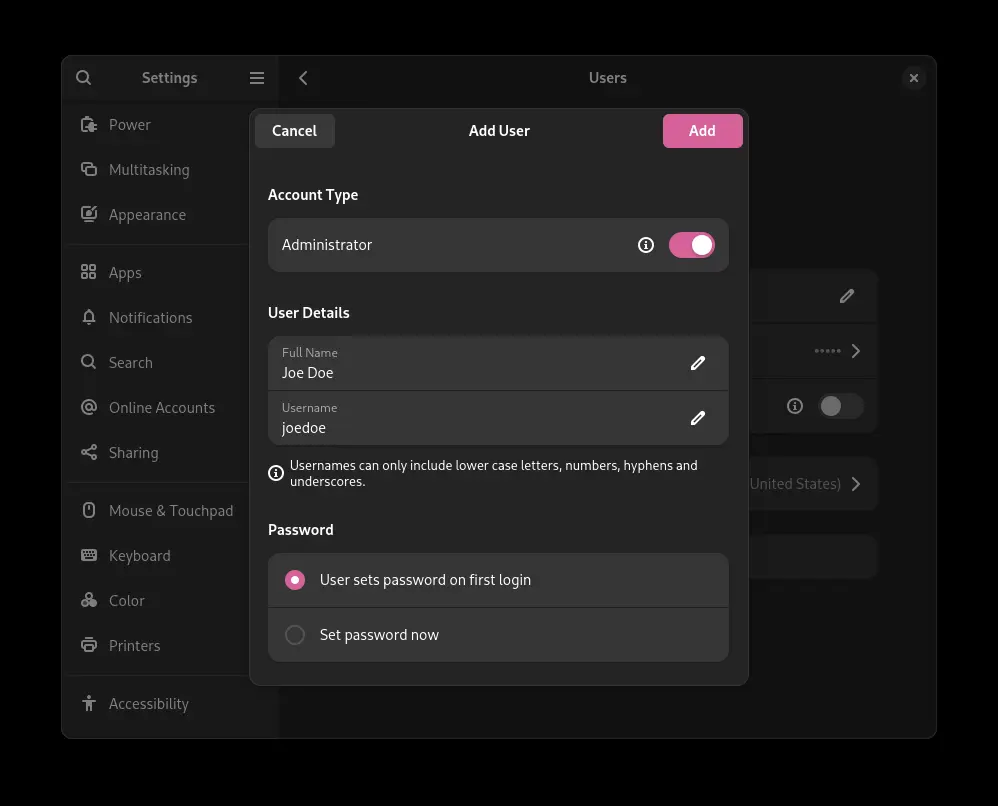 Settings
Users
Power
Multitasking
Appearance
Apps
Notifications
Search
Online Accounts
Sharing
Mouse & Touchpad
Keyboard
Color
Printers
Accessibility
Cancel
Add User
Add
Account Type
Administrator
User Details
Full Name
Joe Doe
Username
joedoe
Usernames can only include lower case letters, numbers, hyphens and
underscores.
Password
User sets password on first login
Set password now
United States)